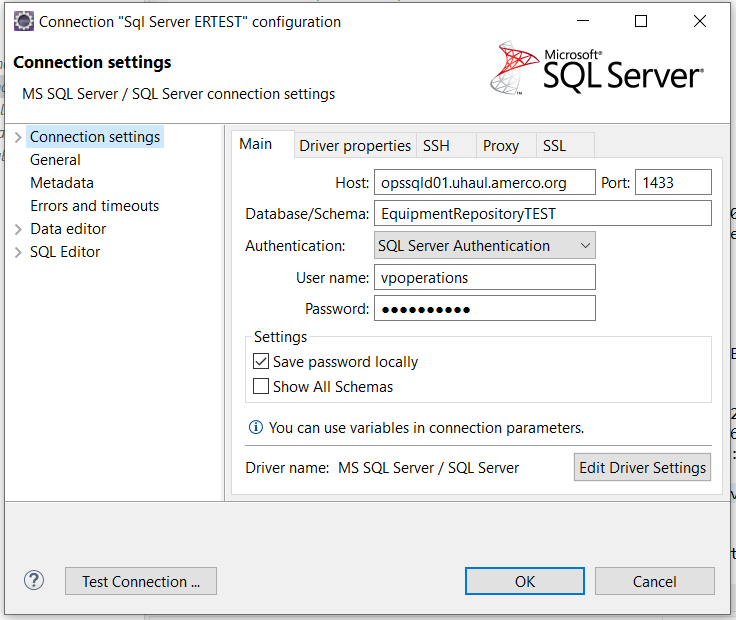 Connection "Sql Server ERTEST" configuration
Connection settings
MS SQL Server / SQL Server connection settings
Microsoft®
SQL Server®
Connection settings
General
Metadata
Errors and timeouts
Data editor
SQL Editor
Main Driver properties SSH Proxy SSL
Host: opssqld01.uhaul.amerco.org Port: 1433
Database/Schema: EquipmentRepositoryTEST
Authentication: SQL Server Authentication
User name: vpoperations
Password: ●●●●●●●●●●
Settings
Save password locally
Show All Schemas
You can use variables in connection parameters.
Driver name: MS SQL Server / SQL Server Edit Driver Settings
Test Connection ... OK Cancel